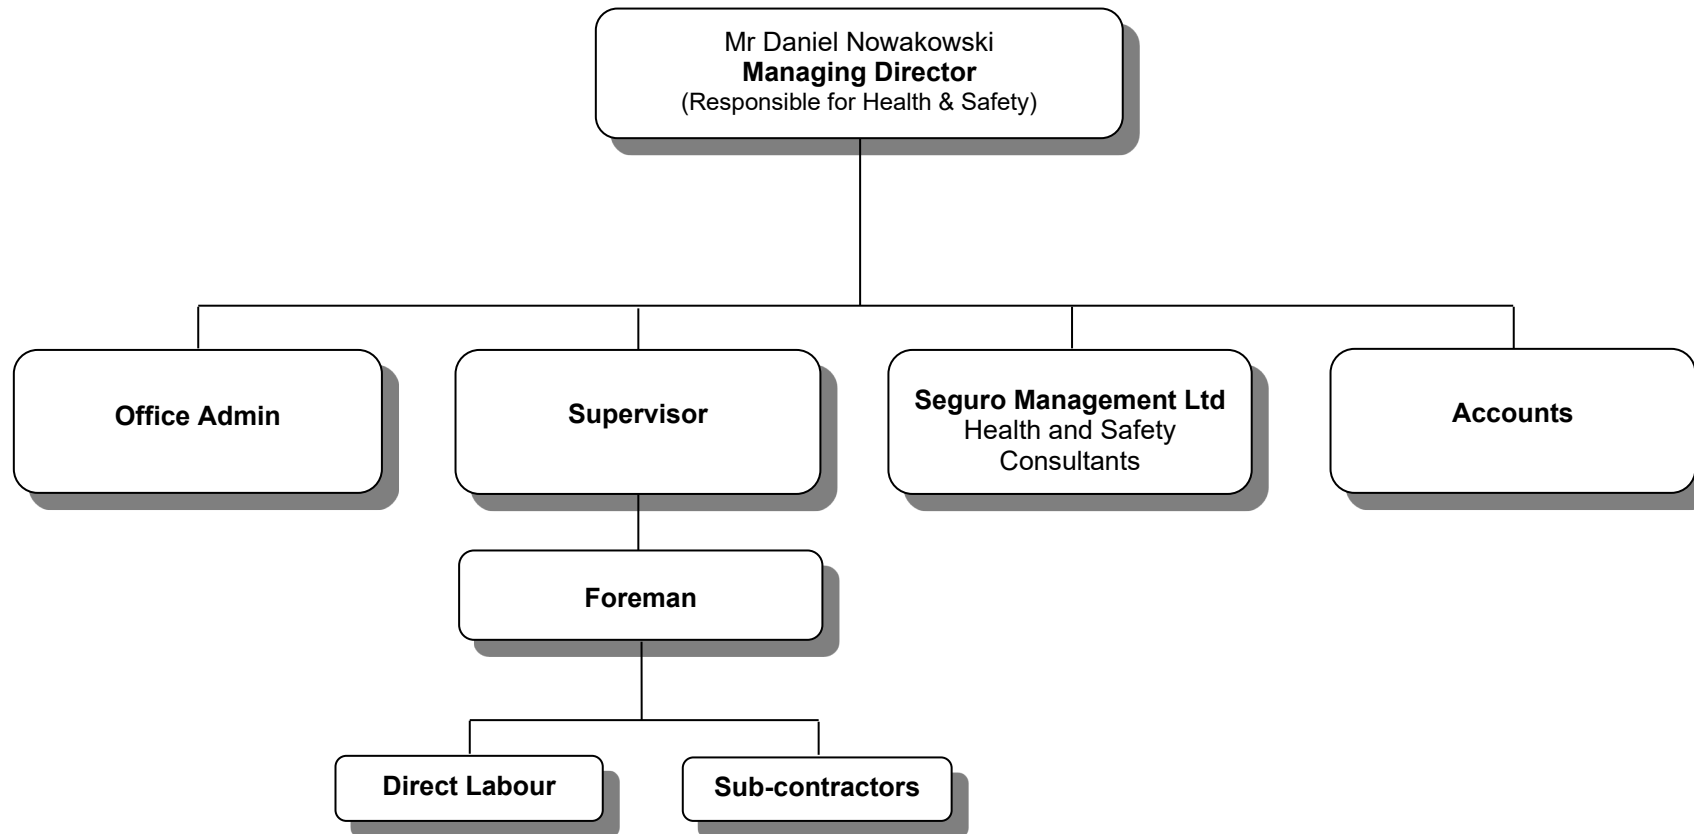 Mr Daniel Nowakowski
Managing Director
(Responsible for Health & Safety)
Office Admin
Supervisor
Seguro Management Ltd
Health and Safety
Consultants
Accounts
Foreman
Direct Labour
Sub-contractors